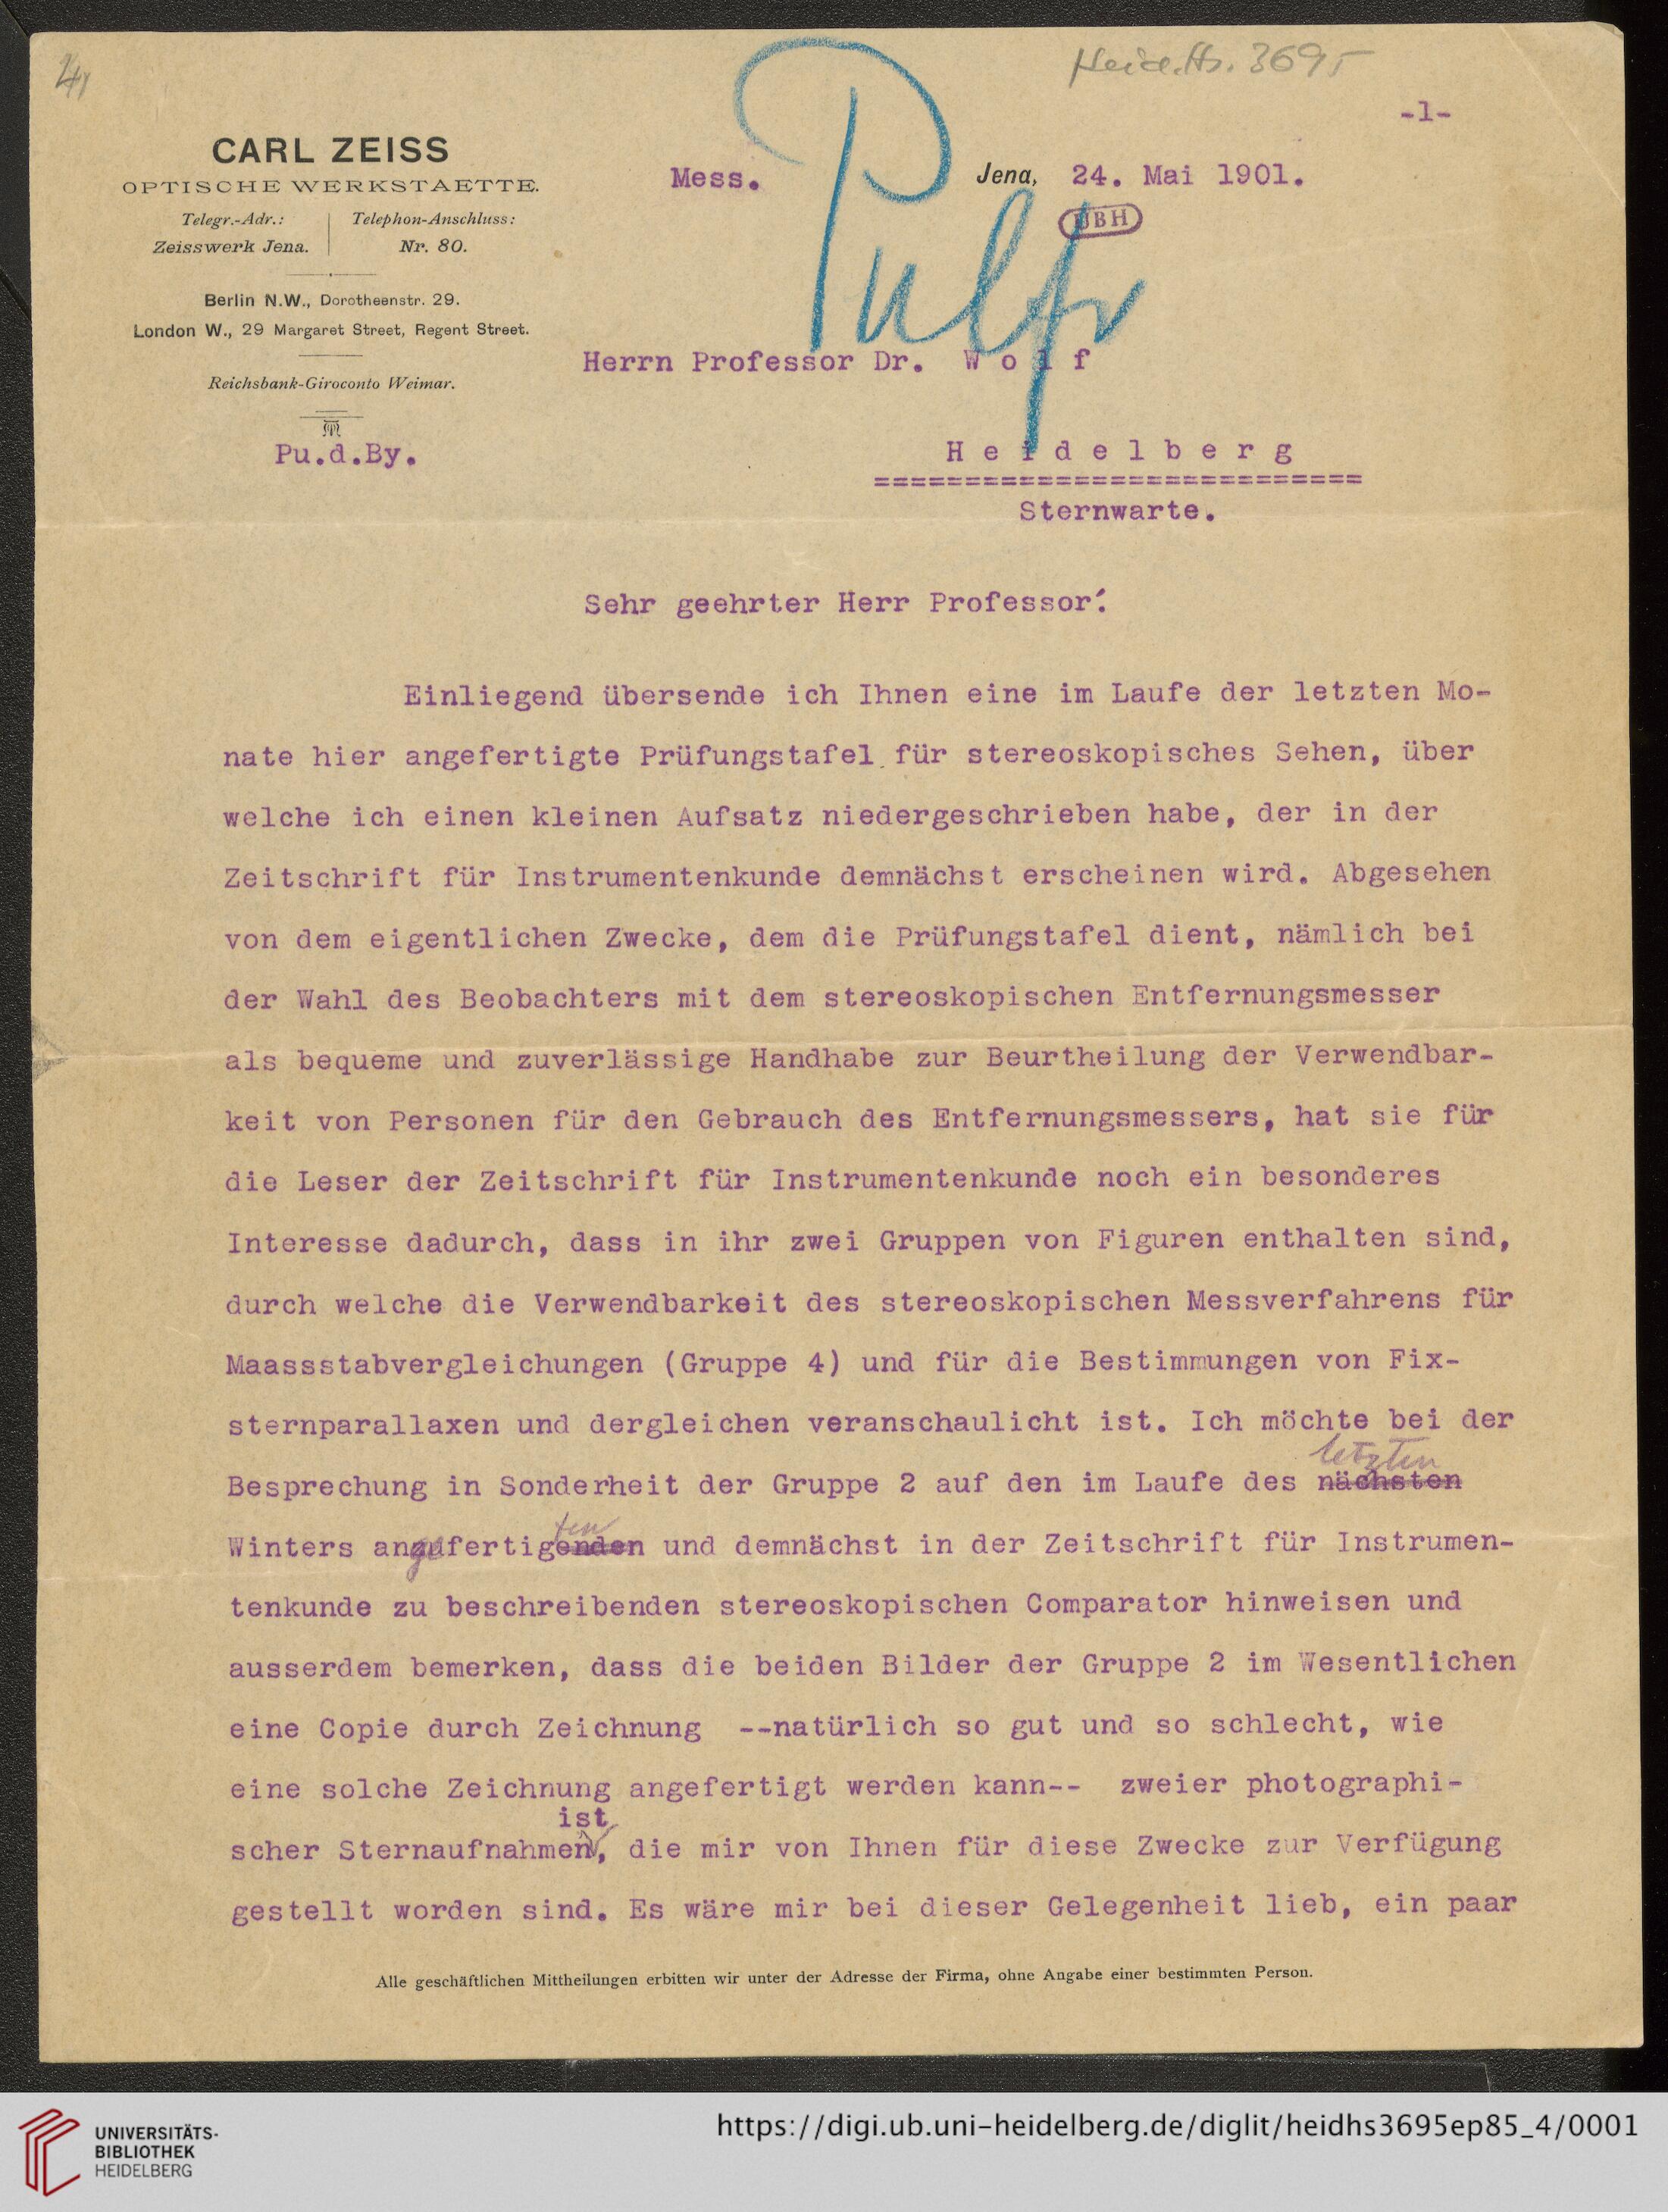 4)
Heid.Hs. 3695
-1-
CARL ZEISS
OPTISCHE WERKSTAETTE.
Telegr.-Adr.: Telephon-Anschluss:
Zeisswerk Jena. Nr. 80.
Berlin N.W., Dorotheenstr. 29.
London W., 29 Margaret Street, Regent Street.
Reichsbank-Giroconto Weimar.
Pu.d.By.
Mess. Jena, 24. Mai 1901.
UBH
Pulfr
Herrn Professor Dr. W o l f
H e i d e l b e r g
===========================
Sternwarte.
Sehr geehrter Herr Professor!
Einliegend übersende ich Ihnen eine im Laufe der letzten Mo-
nate hier angefertigte Prüfungstafel für stereoskopisches Sehen, über
welche ich einen kleinen Aufsatz niedergeschrieben habe, der in der
Zeitschrift für Instrumentenkunde demnächst erscheinen wird. Abgesehen
von dem eigentlichen Zwecke, dem die Prüfungstafel dient, nämlich bei
der Wahl des Beobachters mit dem stereoskopischen Entfernungsmesser
als bequeme und zuverlässige Handhabe zur Beurtheilung der Verwendbar-
keit von Personen für den Gebrauch des Entfernungsmessers, hat sie für
die Leser der Zeitschrift für Instrumentenkunde noch ein besonderes
Interesse dadurch, dass in ihr zwei Gruppen von Figuren enthalten sind,
durch welche die Verwendbarkeit des stereoskopischen Messverfahrens für
Maassstabvergleichungen (Gruppe 4) und für die Bestimmungen von Fix-
sternparallaxen und dergleichen veranschaulicht ist. Ich möchte bei der
letzten
Besprechung in Sonderheit der Gruppe 2 auf den im Laufe des nächsten
ten
Winters angefertigenden und demnächst in der Zeitschrift für Instrumen-
tenkunde zu beschreibenden stereoskopischen Comparator hinweisen und
ausserdem bemerken, dass die beiden Bilder der Gruppe 2 im Wesentlichen
eine Copie durch Zeichnung --natürlich so gut und so schlecht, wie
eine solche Zeichnung angefertigt werden kann-- zweier photographi-
ist
scher Sternaufnahmen, die mir von Ihnen für diese Zwecke zur Verfügung
gestellt worden sind. Es wäre mir bei dieser Gelegenheit lieb, ein paar
Alle geschäftlichen Mittheilungen erbitten wir unter der Adresse der Firma, ohne Angabe einer bestimmten Person.
UNIVERSITÄTS-
BIBLIOTHEK
HEIDELBERG
https://digi.ub.uni-heidelberg.de/diglit/heidhs3695ep85_4/0001